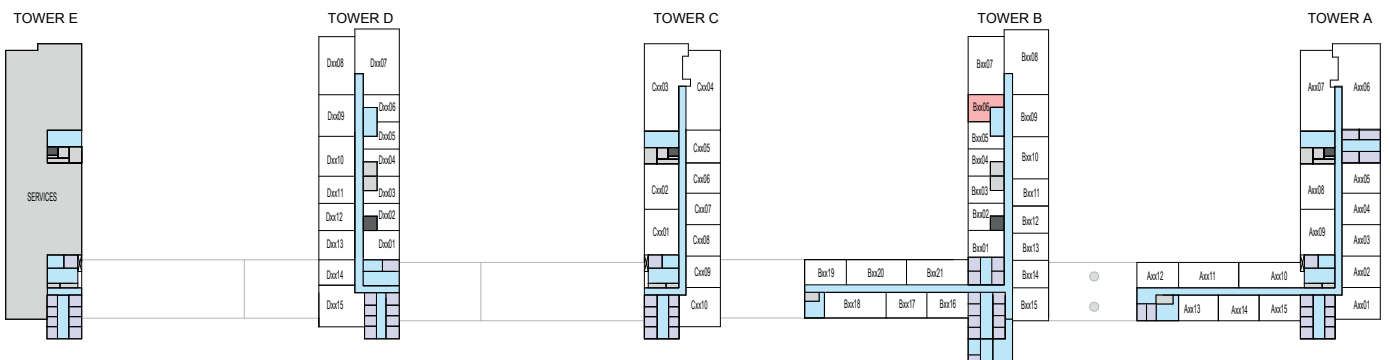 TOWER E
TOWER D
TOWER C
TOWER B
TOWER A
SERVICES
Dxx08
Dxx07
Dxx09
Dxx06
Dxx05
Dxx10
Dxx04
Dxx11
Dxx03
Dxx12
Dxx02
Dxx13
Dxx01
Dxx14
Dxx15
Cxx03
Cxx04
Cxx05
Cxx02
Cxx06
Cxx07
Cxx01
Cxx08
Cxx09
Cxx10
Bxx07
Bxx08
Bxx06
Bxx09
Bxx05
Bxx04
Bxx10
Bxx03
Bxx11
Bxx02
Bxx12
Bxx01
Bxx13
Bxx19
Bxx20
Bxx21
Bxx14
Bxx18
Bxx17
Bxx16
Bxx15
Axx07
Axx06
Axx08
Axx05
Axx04
Axx09
Axx03
Axx12
Axx11
Axx10
Axx02
Axx13
Axx14
Axx15
Axx01